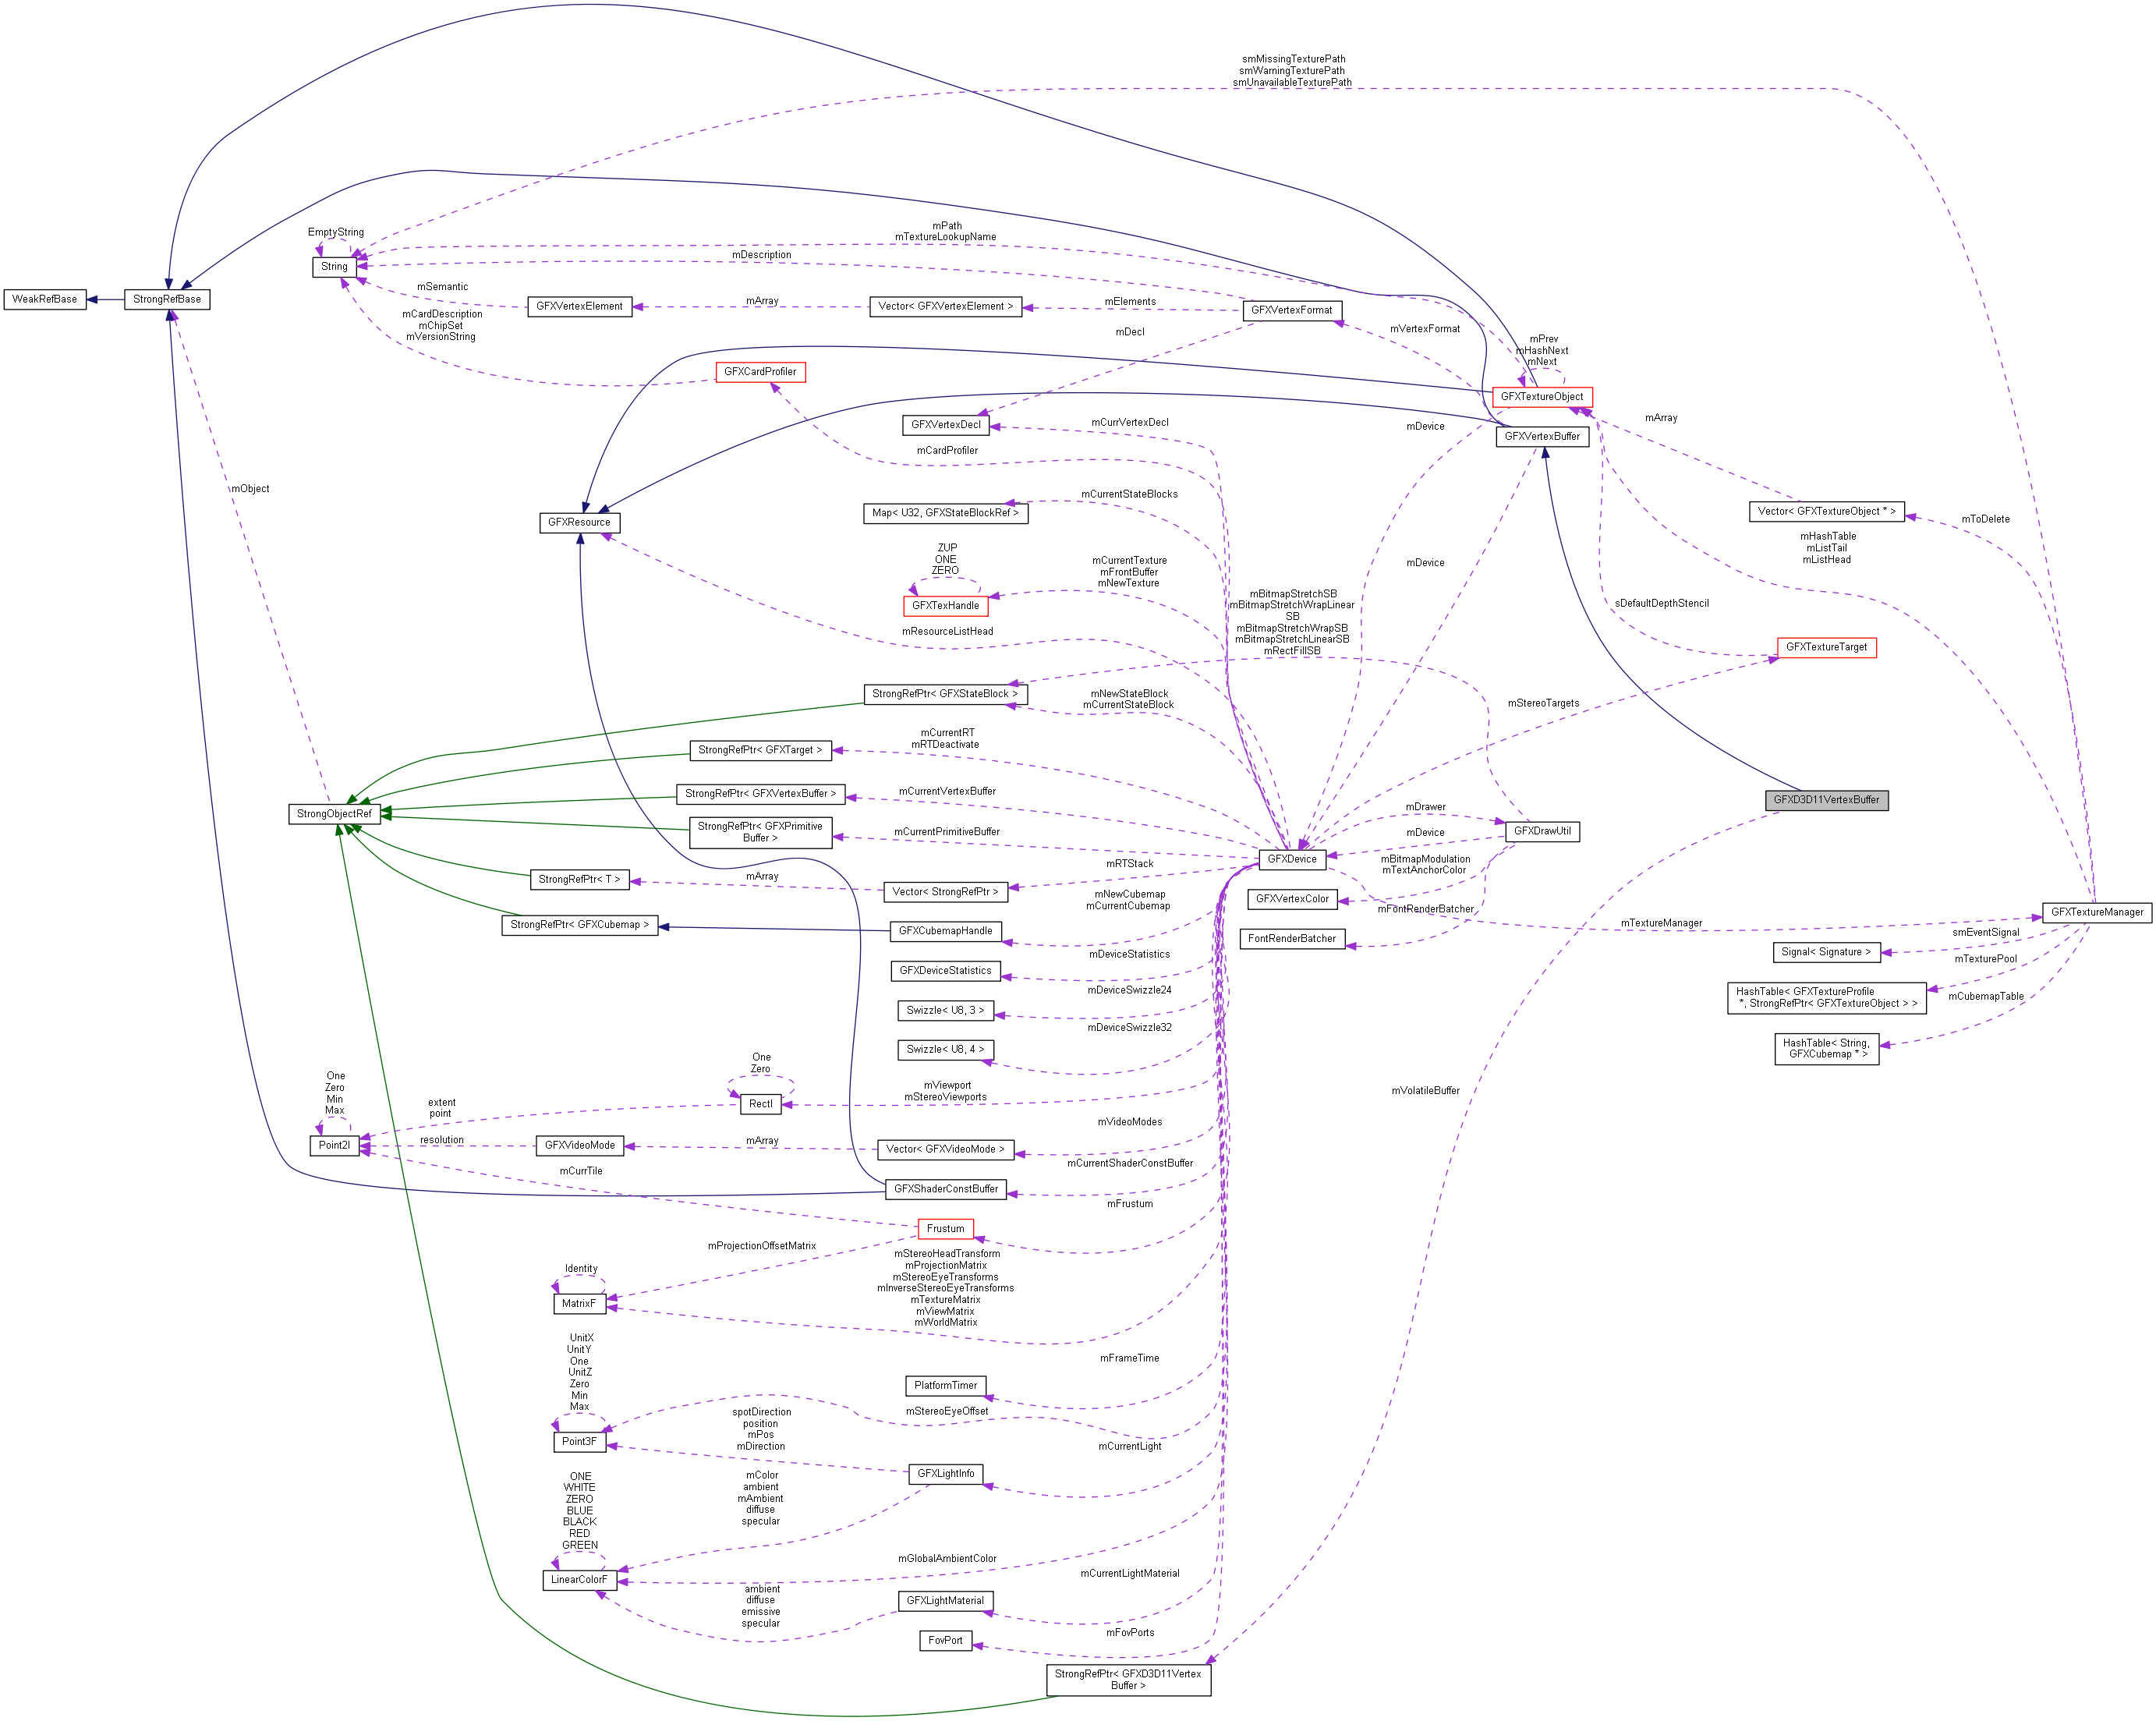 smMissingTexturePath
smWarningTexturePath
smUnavailableTexturePath
mPath
mTextureLookupName
EmptyString
String
mDescription
mSemantic
GFXVertexElement
mArray
Vector< GFXVertexElement >
mElements
GFXVertexFormat
WeakRefBase
StrongRefBase
mCardDescription
mChipSet
mVersionString
mDecl
mVertexFormat
mPrev
mHashNext
mNext
GFXCardProfiler
GFXTextureObject
GFXVertexDecl
mCurrVertexDecl
mDevice
GFXVertexBuffer
mArray
mCardProfiler
mObject
mCurrentStateBlocks
Map< U32, GFXStateBlockRef >
Vector< GFXTextureObject * >
mToDelete
GFXResource
mHashTable
mListTail
mListHead
ZUP
ONE
ZERO
GFXTexHandle
mCurrentTexture
mFrontBuffer
mNewTexture
mDevice
mResourceListHead
mBitmapStretchSB
mBitmapStretchWrapLinear
SB
mBitmapStretchWrapSB
mBitmapStretchLinearSB
mRectFillSB
sDefaultDepthStencil
GFXTextureTarget
StrongRefPtr< GFXStateBlock >
mNewStateBlock
mCurrentStateBlock
mStereoTargets
StrongRefPtr< GFXTarget >
mCurrentRT
mRTDeactivate
StrongRefPtr< GFXVertexBuffer >
mCurrentVertexBuffer
GFXD3D11VertexBuffer
StrongObjectRef
StrongRefPtr< GFXPrimitive
Buffer >
mCurrentPrimitiveBuffer
mDrawer
mDevice
GFXDrawUtil
GFXDevice
mBitmapModulation
mTextAnchorColor
StrongRefPtr< T >
mArray
Vector< StrongRefPtr >
mRTStack
GFXVertexColor
mFontRenderBatcher
mTextureManager
GFXTextureManager
StrongRefPtr< GFXCubemap >
GFXCubemapHandle
mNewCubemap
mCurrentCubemap
FontRenderBatcher
smEventSignal
Signal< Signature >
mDeviceStatistics
GFXDeviceStatistics
mTexturePool
HashTable< GFXTextureProfile
*, StrongRefPtr< GFXTextureObject > >
mDeviceSwizzle24
Swizzle< U8, 3 >
mCubemapTable
HashTable< String,
GFXCubemap * >
mDeviceSwizzle32
Swizzle< U8, 4 >
One
Zero
RectI
mViewport
mStereoViewports
mVolatileBuffer
One
Zero
Min
Max
extent
point
Point2I
resolution
GFXVideoMode
mArray
Vector< GFXVideoMode >
mVideoModes
mCurrTile
GFXShaderConstBuffer
mCurrentShaderConstBuffer
Frustum
mFrustum
mProjectionOffsetMatrix
Identity
MatrixF
mStereoHeadTransform
mProjectionMatrix
mStereoEyeTransforms
mInverseStereoEyeTransforms
mTextureMatrix
mViewMatrix
mWorldMatrix
UnitX
UnitY
One
UnitZ
Zero
Min
Max
Point3F
PlatformTimer
mFrameTime
mStereoEyeOffset
spotDirection
position
mPos
mDirection
GFXLightInfo
mCurrentLight
ONE
WHITE
ZERO
BLUE
BLACK
RED
GREEN
LinearColorF
mColor
ambient
mAmbient
diffuse
specular
mGlobalAmbientColor
ambient
diffuse
emissive
specular
GFXLightMaterial
mCurrentLightMaterial
FovPort
mFovPorts
StrongRefPtr< GFXD3D11Vertex
Buffer >